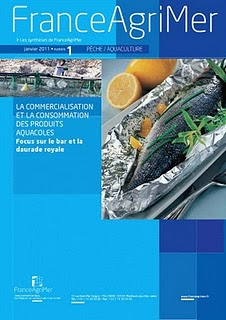 FranceAgriMer
> Les synthèses de FranceAgriMer
janvier 2011 • numéro 1
PÊCHE / AQUACULTURE
LA COMMERCIALISATION
ET LA CONSOMMATION
DES PRODUITS
AQUACOLES
Focus sur le bar et la
daurade royale
FranceAgriMer